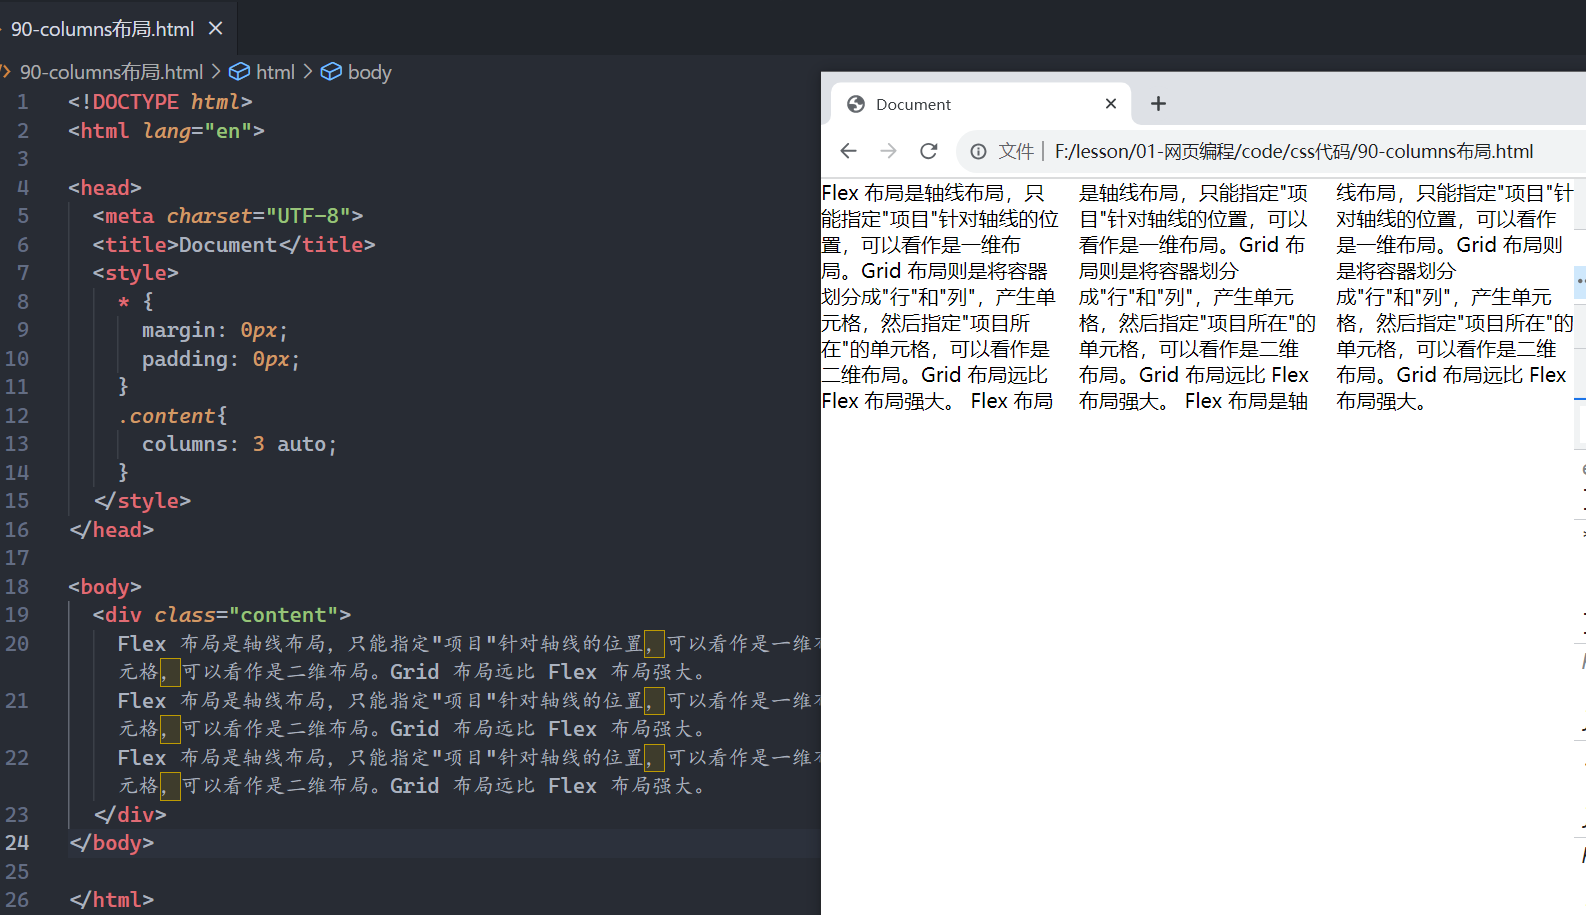 90-columns布局.html
90-columns布局.html > html > body
1 <!DOCTYPE html>
2 <html lang="en">
3
4 <head>
5 <meta charset="UTF-8">
6 <title>Document</title>
7 <style>
8 * {
9 margin: 0px;
10 padding: 0px;
11 }
12 .content{
13 columns: 3 auto;
14 }
15 </style>
16 </head>
17
18 <body>
19 <div class="content">
20 Flex 布局是轴线布局，只能指定"项目"针对轴线的位置，可以看作是一维
元格，可以看作是二维布局。Grid 布局远比 Flex 布局强大。
21 Flex 布局是轴线布局，只能指定"项目"针对轴线的位置，可以看作是一维
元格，可以看作是二维布局。Grid 布局远比 Flex 布局强大。
22 Flex 布局是轴线布局，只能指定"项目"针对轴线的位置，可以看作是一维
元格，可以看作是二维布局。Grid 布局远比 Flex 布局强大。
23 </div>
24 </body>
25
26 </html>
Document
文件 | F:/lesson/01-网页编程/code/css代码/90-columns布局.html
Flex 布局是轴线布局，只
能指定"项目"针对轴线的位
置，可以看作是一维布
局。Grid 布局则是将容器
划分成"行"和"列"，产生单
元格，然后指定"项目所
在"的单元格，可以看作是
二维布局。Grid 布局远比
Flex 布局强大。 Flex 布局
是轴线布局，只能指定"项
目"针对轴线的位置，可以
看作是一维布局。Grid 布
局则是将容器划分
成"行"和"列"，产生单元
格，然后指定"项目所在"的
单元格，可以看作是二维
布局。Grid 布局远比 Flex
布局强大。 Flex 布局是轴
线布局，只能指定"项目"针
对轴线的位置，可以看作
是一维布局。Grid 布局则
是将容器划分
成"行"和"列"，产生单元
格，然后指定"项目所在"的
单元格，可以看作是二维
布局。Grid 布局远比 Flex
布局强大。